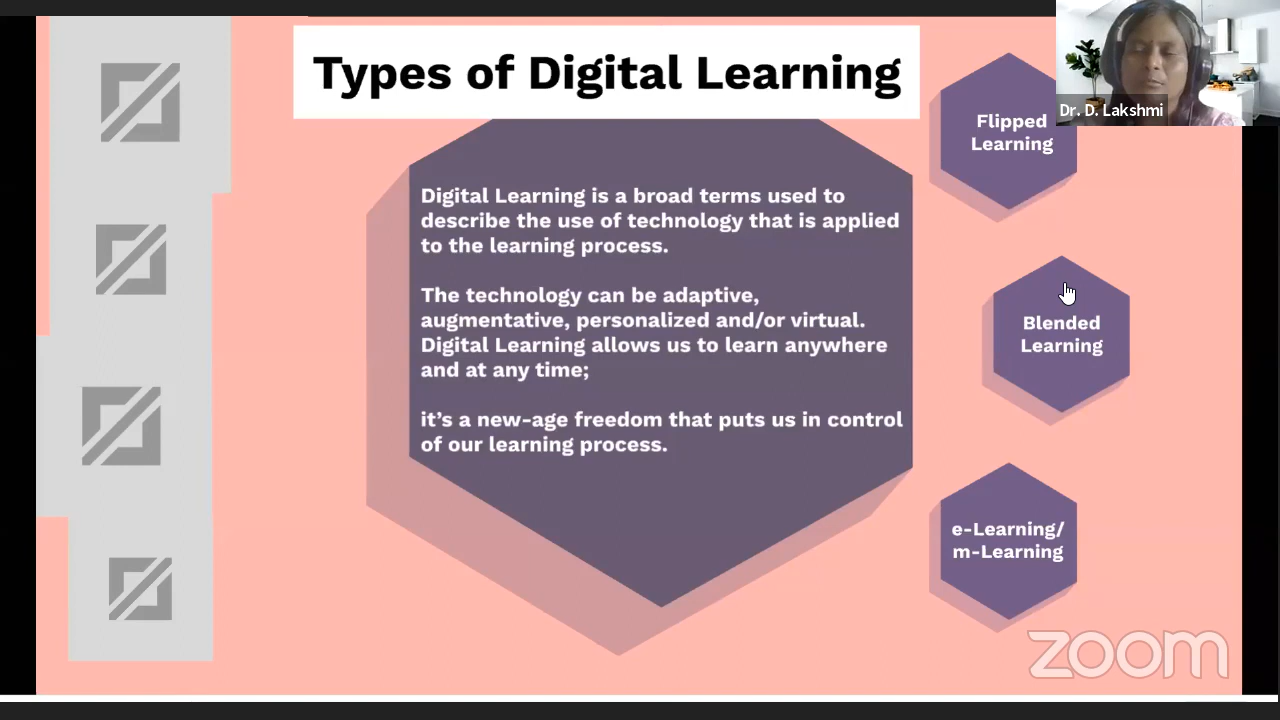 Types of Digital Learning
Digital Learning is a broad terms used to
describe the use of technology that is applied
to the learning process.
The technology can be adaptive,
augmentative, personalized and/or virtual.
Digital Learning allows us to learn anywhere
and at any time;
it's a new-age freedom that puts us in control
of our learning process.
Flipped
Learning
Blended
Learning
e-Learning/
m-Learning
Dr. D. Lakshmi
zoom